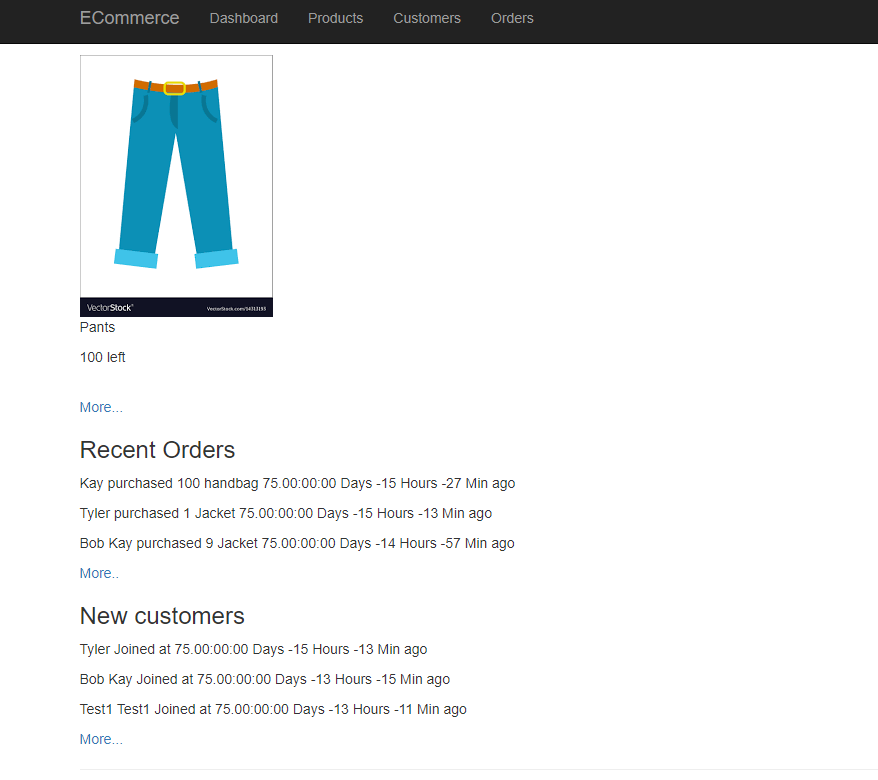 ECommerce Dashboard Products Customers Orders
VectorStock® VectorStock.com/54313193
Pants
100 left
More...
Recent Orders
Kay purchased 100 handbag 75.00:00:00 Days -15 Hours -27 Min ago
Tyler purchased 1 Jacket 75.00:00:00 Days -15 Hours -13 Min ago
Bob Kay purchased 9 Jacket 75.00:00:00 Days -14 Hours -57 Min ago
More..
New customers
Tyler Joined at 75.00:00:00 Days -15 Hours -13 Min ago
Bob Kay Joined at 75.00:00:00 Days -13 Hours -15 Min ago
Test1 Test1 Joined at 75.00:00:00 Days -13 Hours -11 Min ago
More...